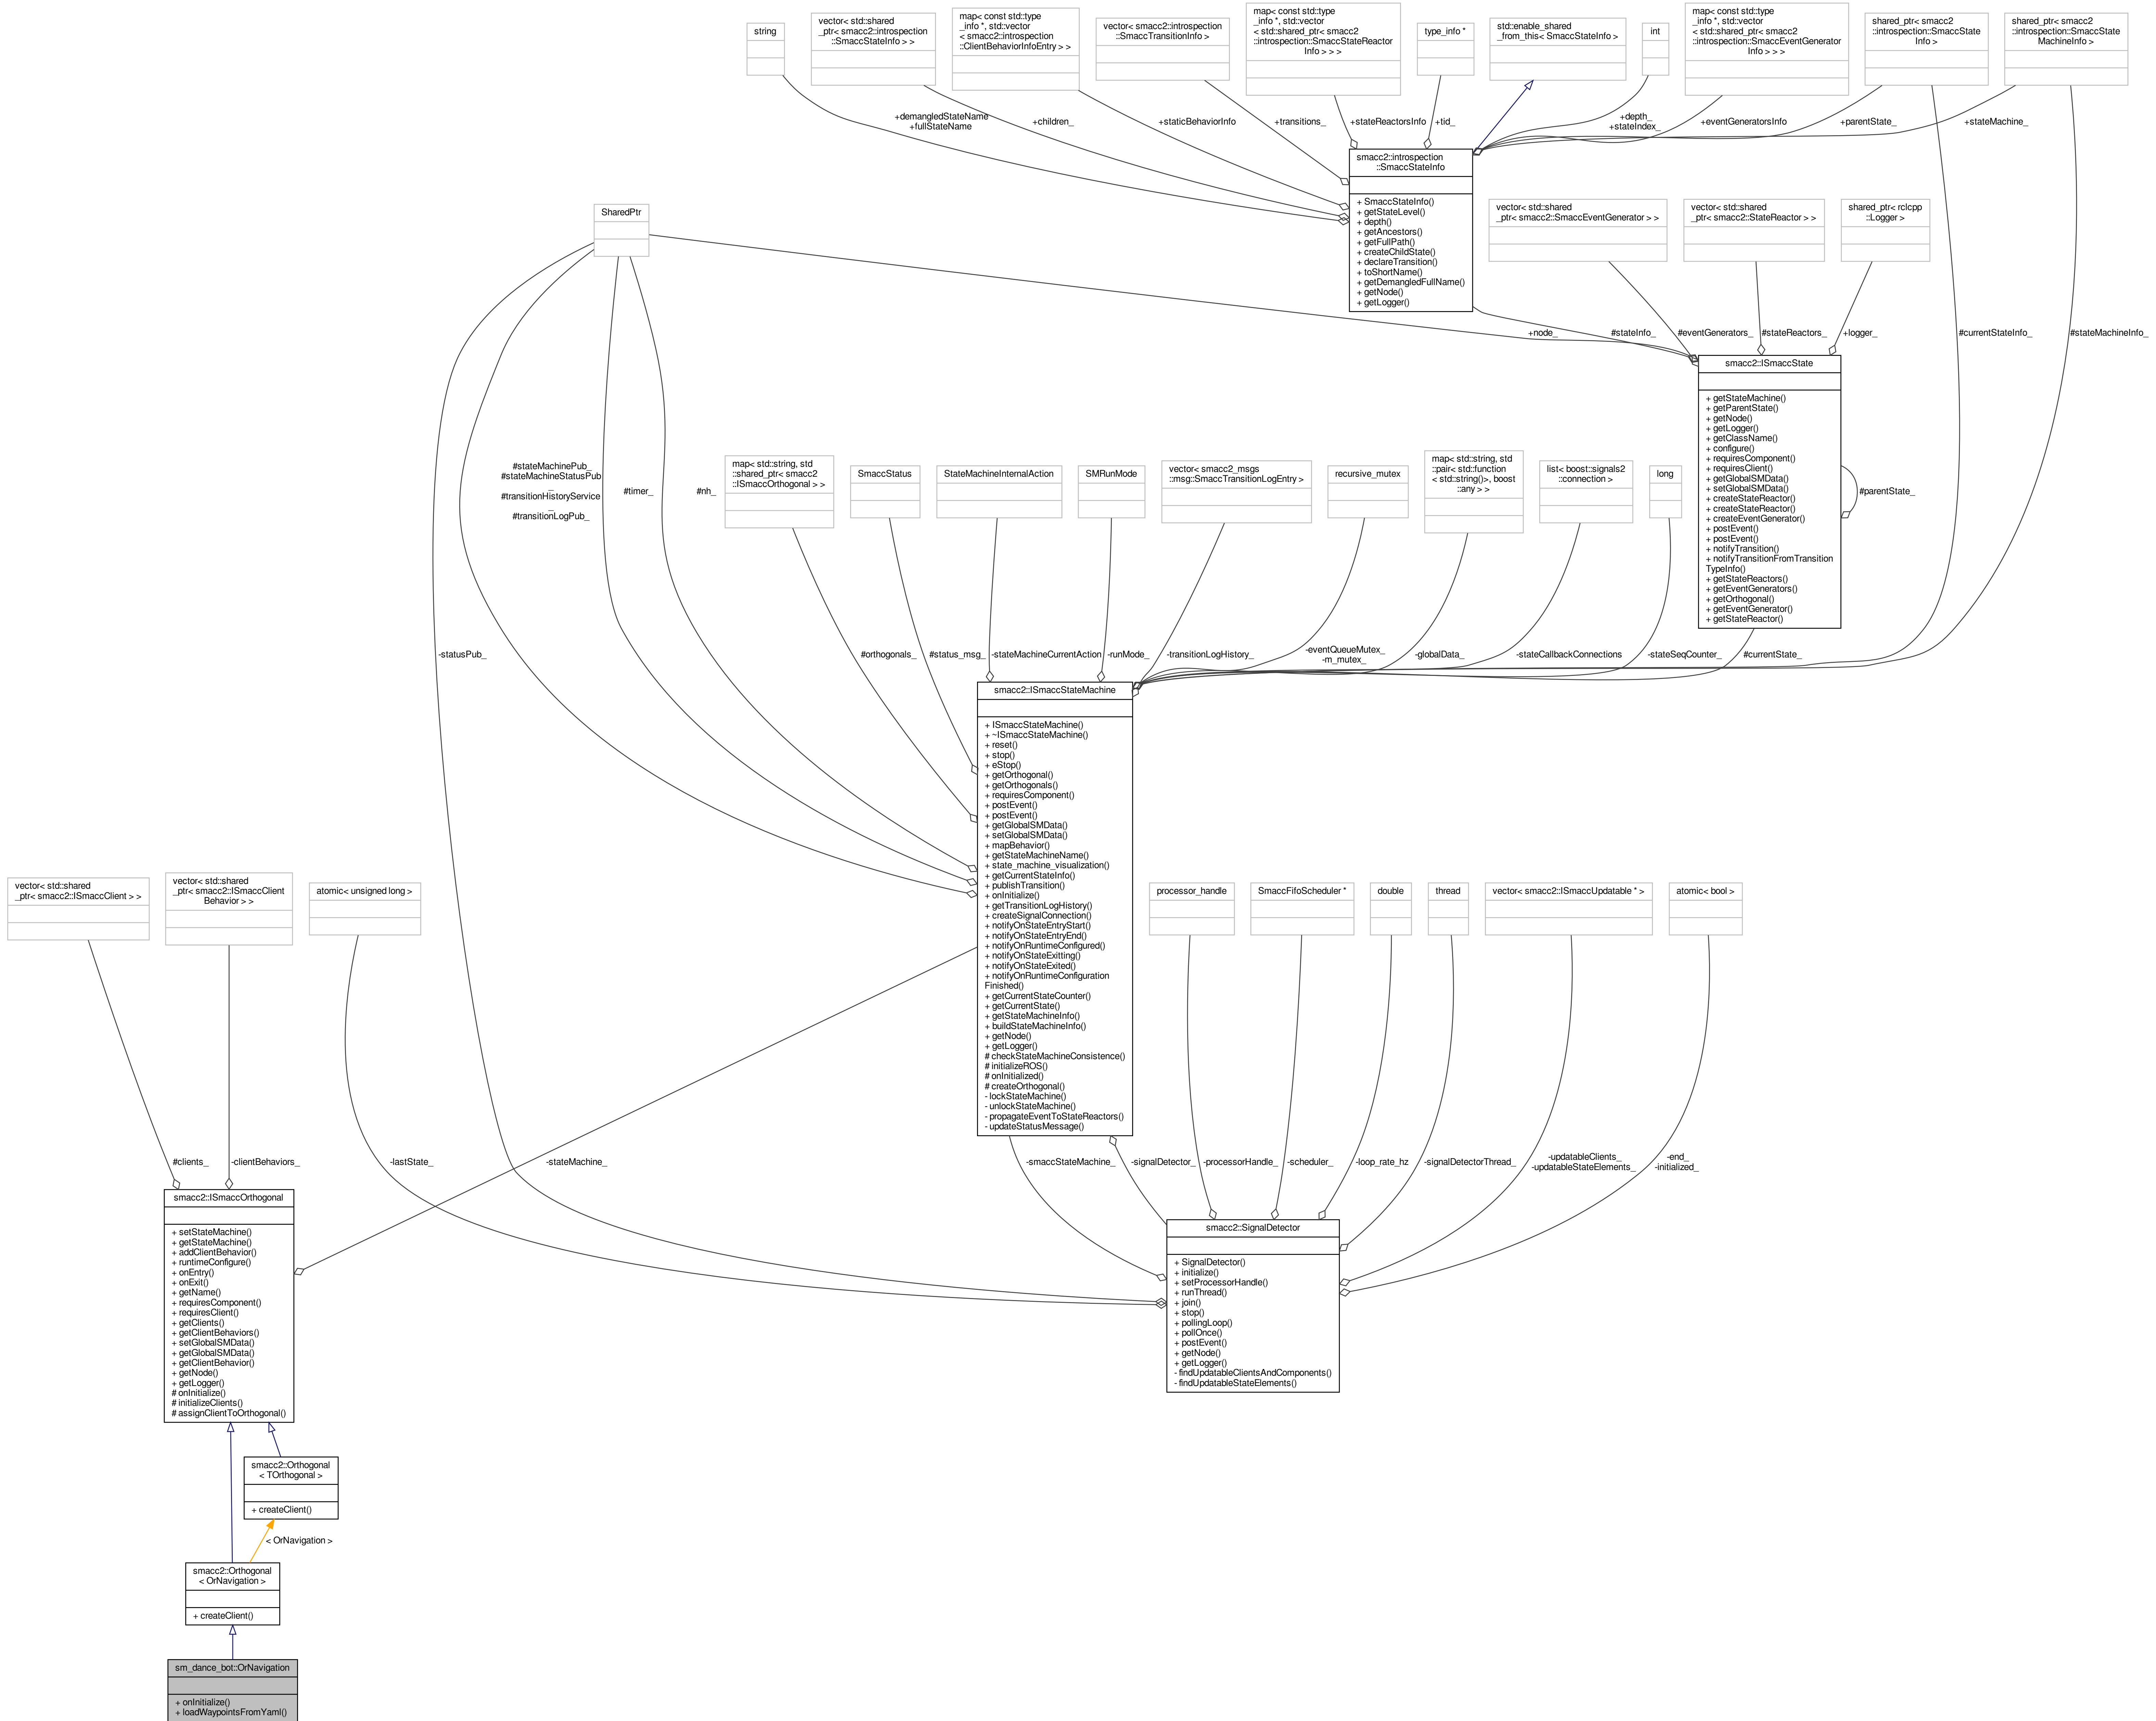 string
vector< std::shared
_ptr< smacc2::introspection
::SmaccStateInfo > >
map< const std::type
_info *, std::vector
< smacc2::introspection
::ClientBehaviorInfoEntry > >
vector< smacc2::introspection
::SmaccTransitionInfo >
map< const std::type
_info *, std::vector
< std::shared_ptr< smacc2
::introspection::SmaccStateReactor
Info > > >
type_info *
std::enable_shared
_from_this< SmaccStateInfo >
int
map< const std::type
_info *, std::vector
< std::shared_ptr< smacc2
::introspection::SmaccEventGenerator
Info > > >
shared_ptr< smacc2
::introspection::SmaccState
Info >
shared_ptr< smacc2
::introspection::SmaccState
MachineInfo >
+demangledStateName
+fullStateName
+children_
+staticBehaviorInfo
+transitions_
+stateReactorsInfo
+tid_
+depth_
+stateIndex_
+eventGeneratorsInfo
+parentState_
+stateMachine_
smacc2::introspection
::SmaccStateInfo
+ SmaccStateInfo()
+ getStateLevel()
+ depth()
+ getAncestors()
+ getFullPath()
+ createChildState()
+ declareTransition()
+ toShortName()
+ getDemangledFullName()
+ getNode()
+ getLogger()
SharedPtr
vector< std::shared
_ptr< smacc2::SmaccEventGenerator > >
vector< std::shared
_ptr< smacc2::StateReactor > >
shared_ptr< rclcpp
::Logger >
+node_
#stateInfo_
#eventGenerators_
#stateReactors_
+logger_
#currentStateInfo_
#stateMachineInfo_
smacc2::ISmaccState
+ getStateMachine()
+ getParentState()
+ getNode()
+ getLogger()
+ getClassName()
+ configure()
+ requiresComponent()
+ requiresClient()
+ getGlobalSMData()
+ setGlobalSMData()
+ createStateReactor()
+ createStateReactor()
+ createEventGenerator()
+ postEvent()
+ postEvent()
+ notifyTransition()
+ notifyTransitionFromTransition
TypeInfo()
+ getStateReactors()
+ getEventGenerators()
+ getOrthogonal()
+ getEventGenerator()
+ getStateReactor()
#parentState_
#stateMachinePub_
#stateMachineStatusPub
_
#transitionHistoryService
_
#transitionLogPub_
#timer_
#nh_
map< std::string, std
::shared_ptr< smacc2
::ISmaccOrthogonal > >
SmaccStatus
StateMachineInternalAction
SMRunMode
vector< smacc2_msgs
::msg::SmaccTransitionLogEntry >
recursive_mutex
map< std::string, std
::pair< std::function
< std::string()>, boost
::any > >
list< boost::signals2
::connection >
long
-statusPub_
#orthogonals_
#status_msg_
-stateMachineCurrentAction
-runMode_
-transitionLogHistory_
-eventQueueMutex_
-m_mutex_
-globalData_
-stateCallbackConnections
-stateSeqCounter_
#currentState_
smacc2::ISmaccStateMachine
+ ISmaccStateMachine()
+ ~ISmaccStateMachine()
+ reset()
+ stop()
+ eStop()
+ getOrthogonal()
+ getOrthogonals()
+ requiresComponent()
+ postEvent()
+ postEvent()
+ getGlobalSMData()
+ setGlobalSMData()
+ mapBehavior()
+ getStateMachineName()
+ state_machine_visualization()
+ getCurrentStateInfo()
+ publishTransition()
+ onInitialize()
+ getTransitionLogHistory()
+ createSignalConnection()
+ notifyOnStateEntryStart()
+ notifyOnStateEntryEnd()
+ notifyOnRuntimeConfigured()
+ notifyOnStateExitting()
+ notifyOnStateExited()
+ notifyOnRuntimeConfiguration
Finished()
+ getCurrentStateCounter()
+ getCurrentState()
+ getStateMachineInfo()
+ buildStateMachineInfo()
+ getNode()
+ getLogger()
# checkStateMachineConsistence()
# initializeROS()
# onInitialized()
# createOrthogonal()
- lockStateMachine()
- unlockStateMachine()
- propagateEventToStateReactors()
- updateStatusMessage()
vector< std::shared
_ptr< smacc2::ISmaccClient > >
vector< std::shared
_ptr< smacc2::ISmaccClient
Behavior > >
atomic< unsigned long >
processor_handle
SmaccFifoScheduler *
double
thread
vector< smacc2::ISmaccUpdatable * >
atomic< bool >
#clients_
-clientBehaviors_
-lastState_
-stateMachine_
-smaccStateMachine_
-signalDetector_
-processorHandle_
-scheduler_
-loop_rate_hz
-signalDetectorThread_
-updatableClients_
-updatableStateElements_
-end_
-initialized_
smacc2::ISmaccOrthogonal
+ setStateMachine()
+ getStateMachine()
+ addClientBehavior()
+ runtimeConfigure()
+ onEntry()
+ onExit()
+ getName()
+ requiresComponent()
+ requiresClient()
+ getClients()
+ getClientBehaviors()
+ setGlobalSMData()
+ getGlobalSMData()
+ getClientBehavior()
+ getNode()
+ getLogger()
# onInitialize()
# initializeClients()
# assignClientToOrthogonal()
smacc2::SignalDetector
+ SignalDetector()
+ initialize()
+ setProcessorHandle()
+ runThread()
+ join()
+ stop()
+ pollingLoop()
+ pollOnce()
+ postEvent()
+ getNode()
+ getLogger()
- findUpdatableClientsAndComponents()
- findUpdatableStateElements()
smacc2::Orthogonal
< TOrthogonal >
+ createClient()
< OrNavigation >
smacc2::Orthogonal
< OrNavigation >
+ createClient()
sm_dance_bot::OrNavigation
+ onInitialize()
+ loadWaypointsFromYaml()